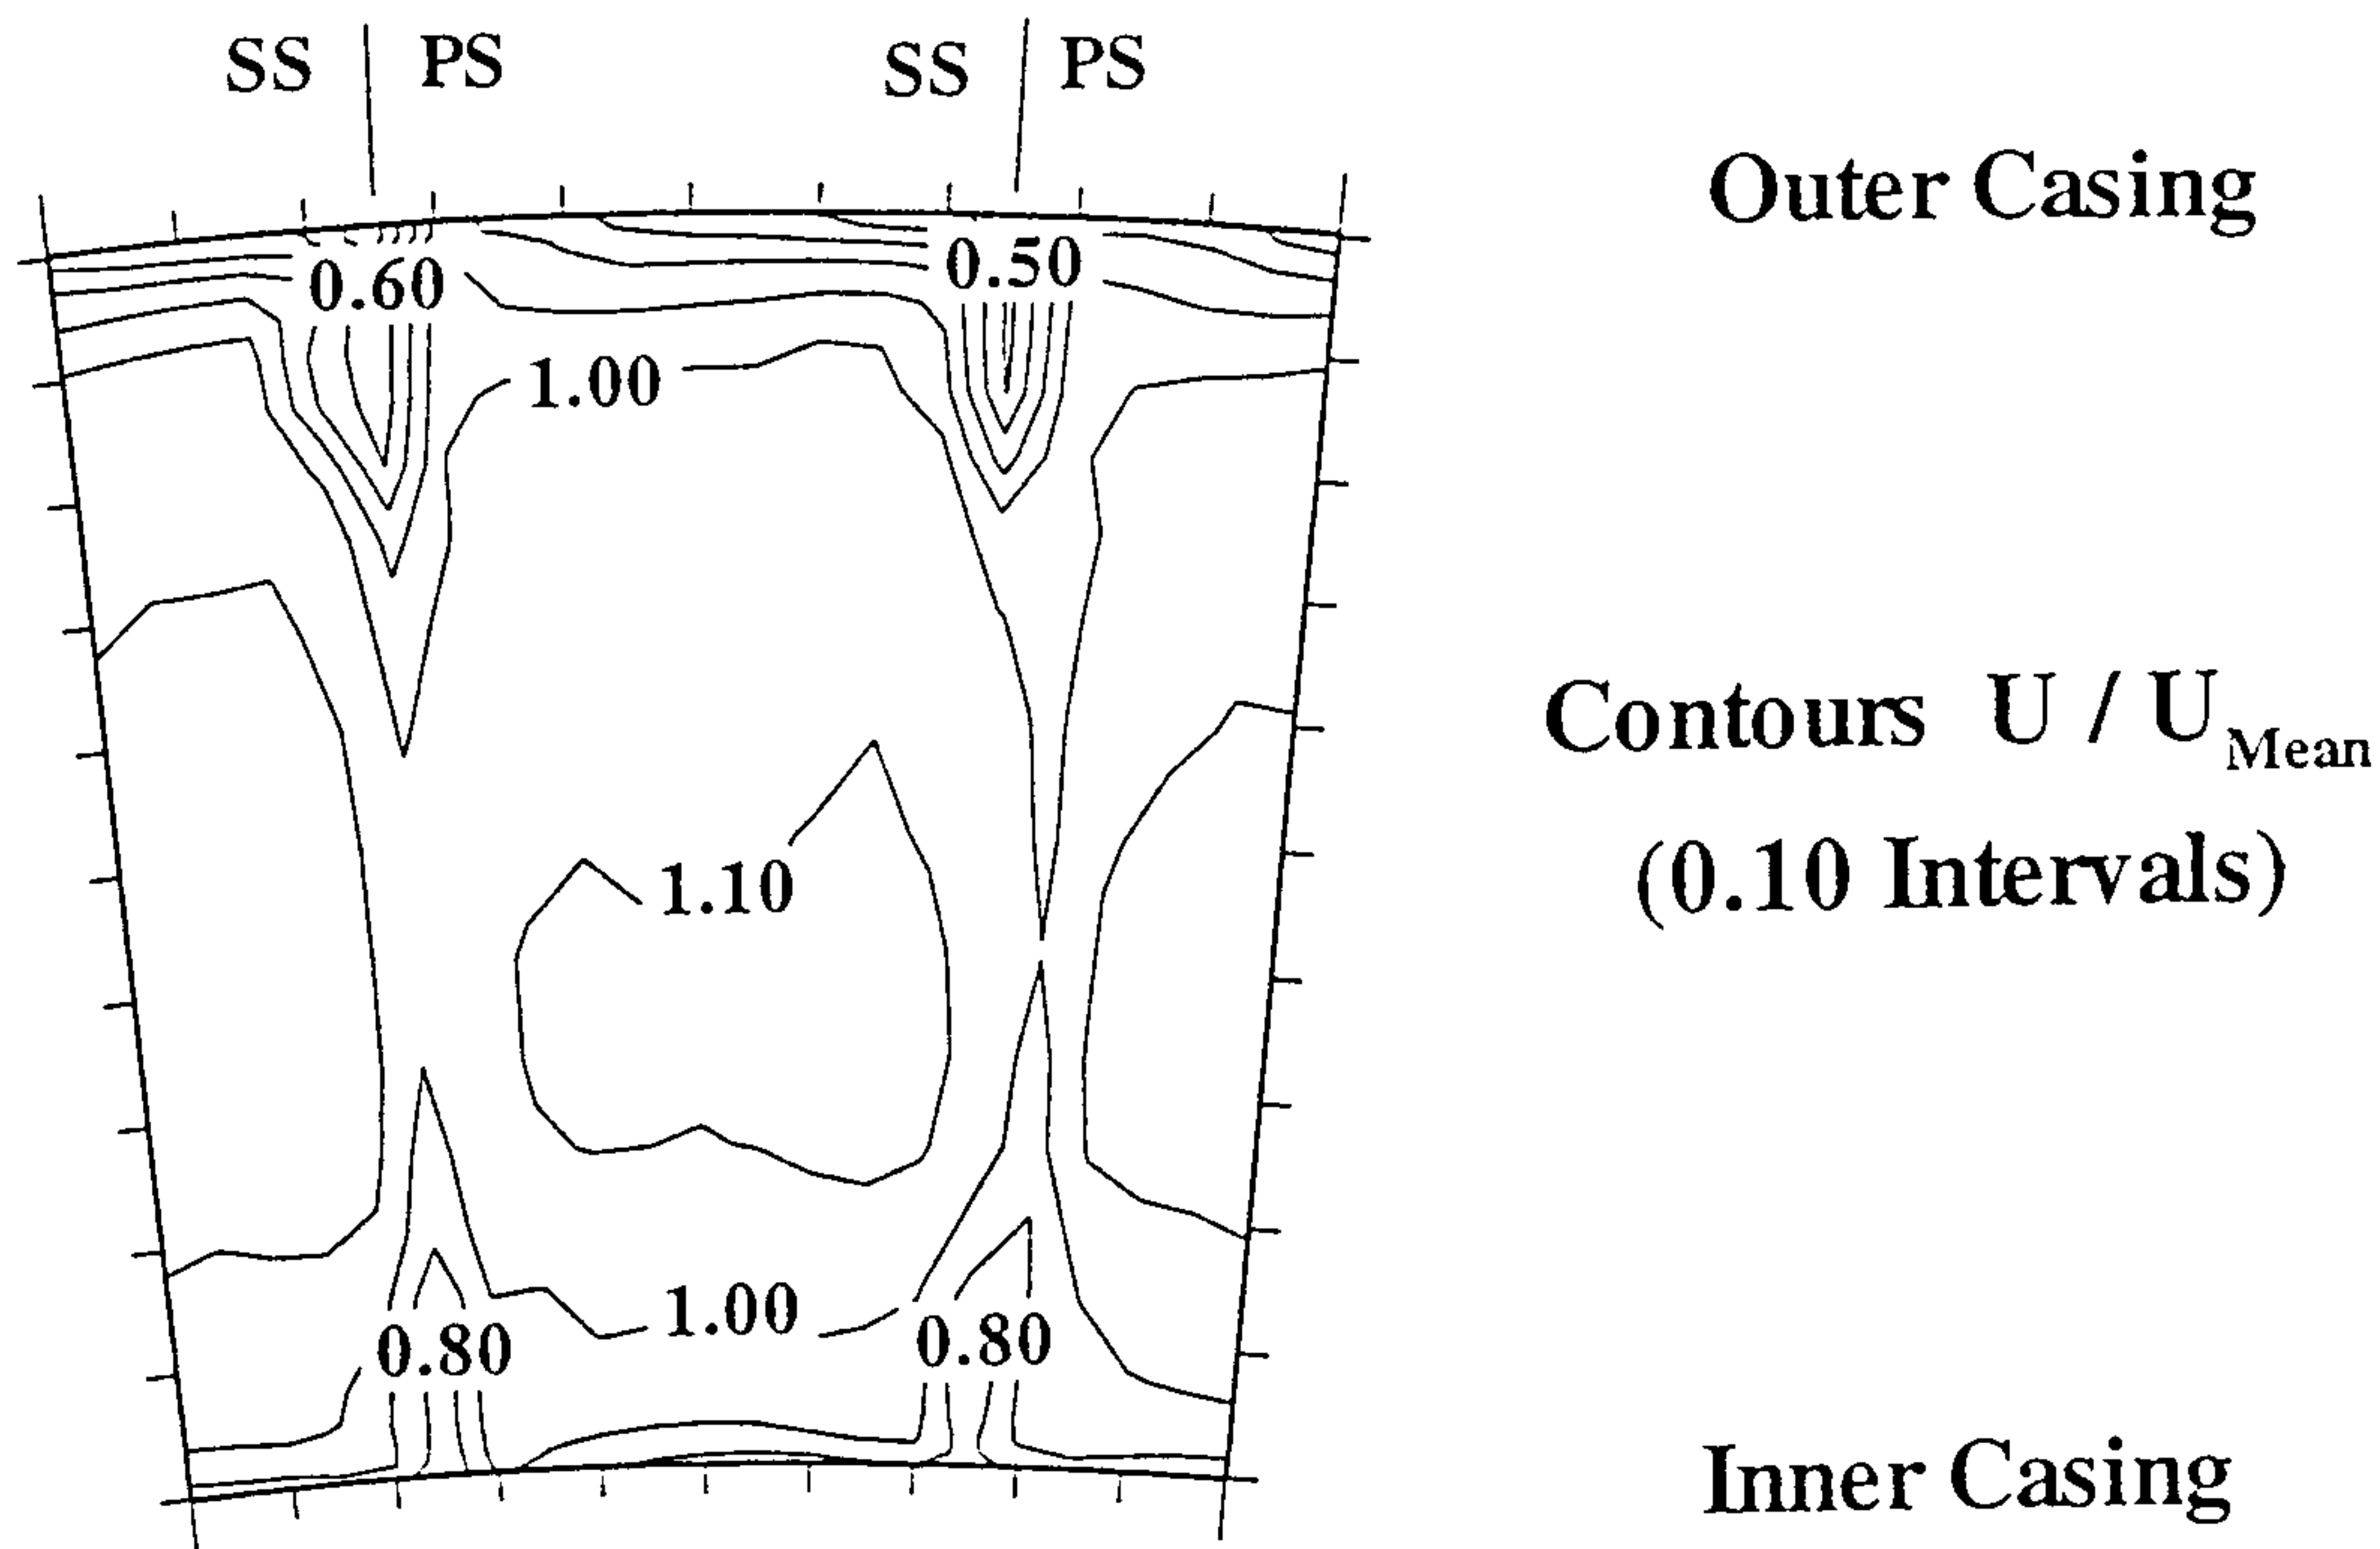 SS PS SS PS
Outer Casing
0.60 0.50
1.00
Contours U / U Mean
1.10
(0.10 Intervals)
1.00
0.80 0.80
Inner Casing